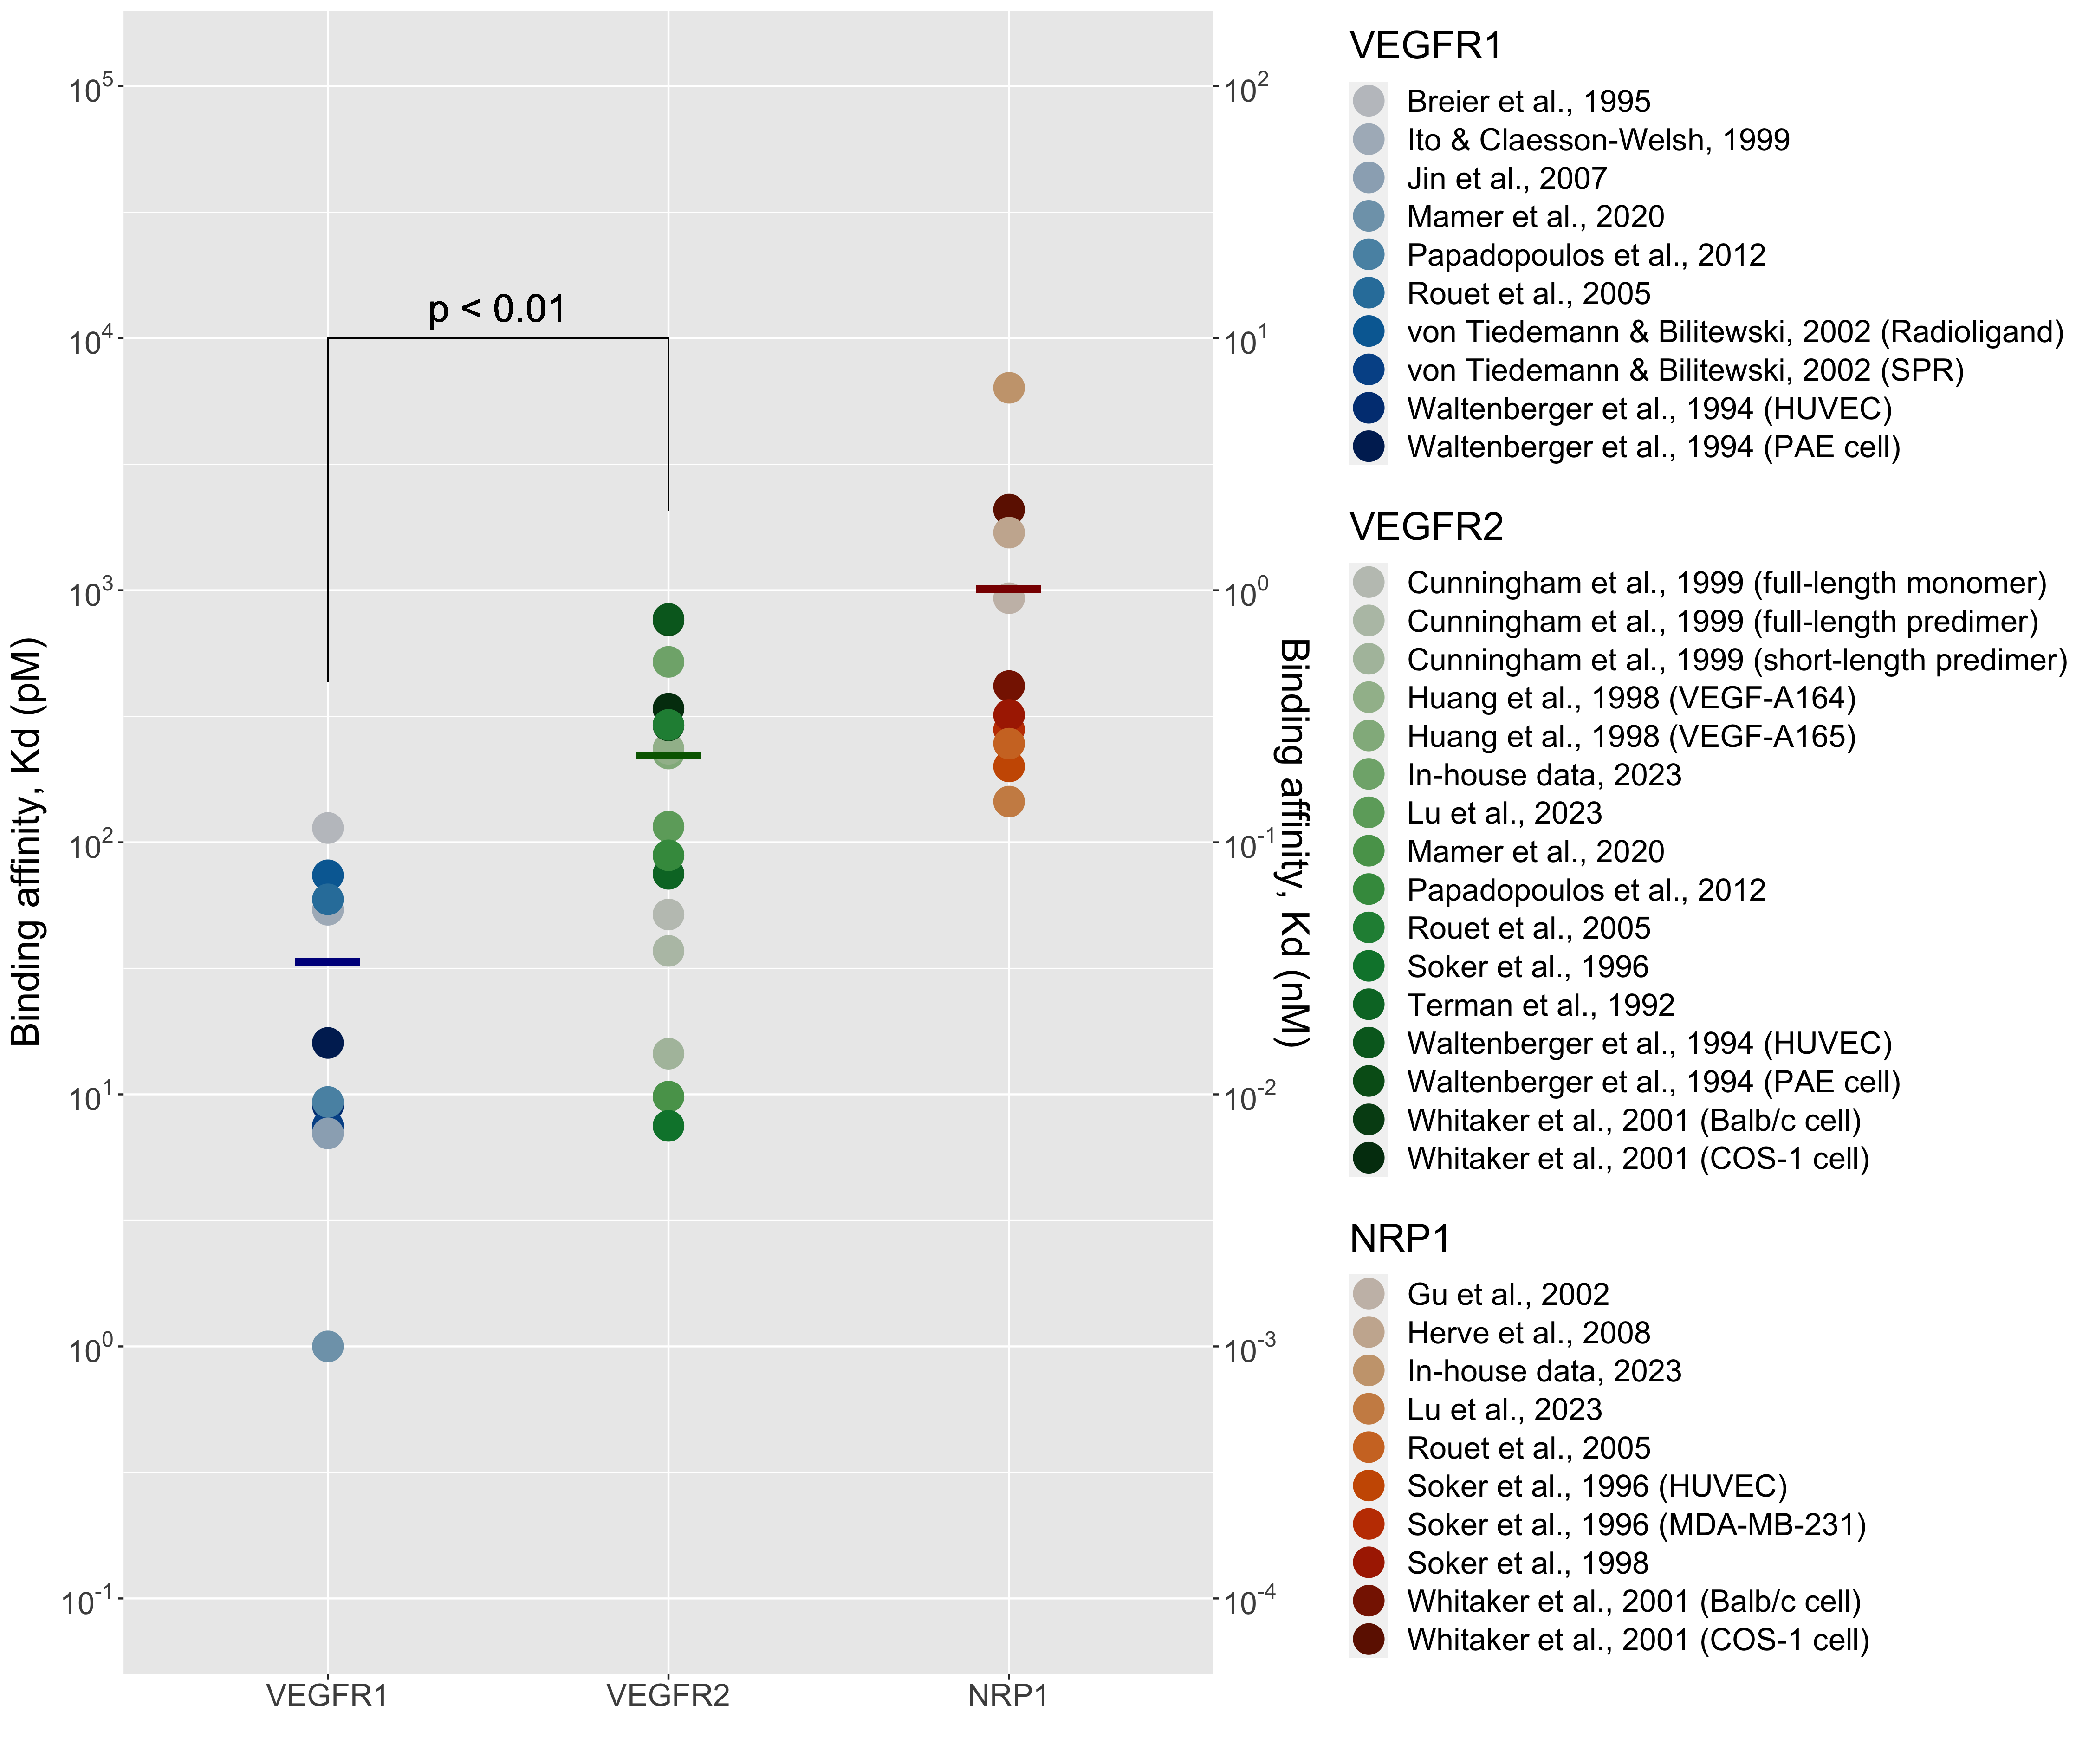 Binding affinity, Kd (pM)
10^5
10^4
10^3
10^2
10^1
10^0
10^-1
p < 0.01
VEGFR1
VEGFR2
NRP1
10^2
10^1
10^0
10^-1
10^-2
10^-3
10^-4
Binding affinity, Kd (nM)
VEGFR1
Breier et al., 1995
Ito & Claesson-Welsh, 1999
Jin et al., 2007
Mamer et al., 2020
Papadopoulos et al., 2012
Rouet et al., 2005
von Tiedemann & Bilitewski, 2002 (Radioligand)
von Tiedemann & Bilitewski, 2002 (SPR)
Waltenberger et al., 1994 (HUVEC)
Waltenberger et al., 1994 (PAE cell)
VEGFR2
Cunningham et al., 1999 (full-length monomer)
Cunningham et al., 1999 (full-length predimer)
Cunningham et al., 1999 (short-length predimer)
Huang et al., 1998 (VEGF-A164)
Huang et al., 1998 (VEGF-A165)
In-house data, 2023
Lu et al., 2023
Mamer et al., 2020
Papadopoulos et al., 2012
Rouet et al., 2005
Soker et al., 1996
Terman et al., 1992
Waltenberger et al., 1994 (HUVEC)
Waltenberger et al., 1994 (PAE cell)
Whitaker et al., 2001 (Balb/c cell)
Whitaker et al., 2001 (COS-1 cell)
NRP1
Gu et al., 2002
Herve et al., 2008
In-house data, 2023
Lu et al., 2023
Rouet et al., 2005
Soker et al., 1996 (HUVEC)
Soker et al., 1996 (MDA-MB-231)
Soker et al., 1998
Whitaker et al., 2001 (Balb/c cell)
Whitaker et al., 2001 (COS-1 cell)